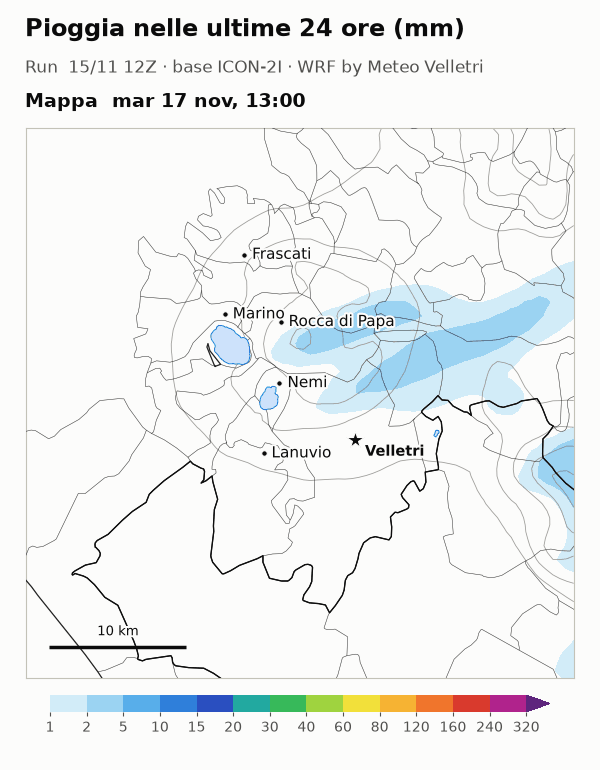 Pioggia nelle ultime 24 ore (mm)
Run  15/11 12Z · base ICON-2I · WRF by Meteo Velletri
Mappa  mar 17 nov, 13:00
Frascati
Marino
Rocca di Papa
Nemi
Velletri
Lanuvio
10 km
1 2 5 10 15 20 30 40 60 80 120 160 240 320